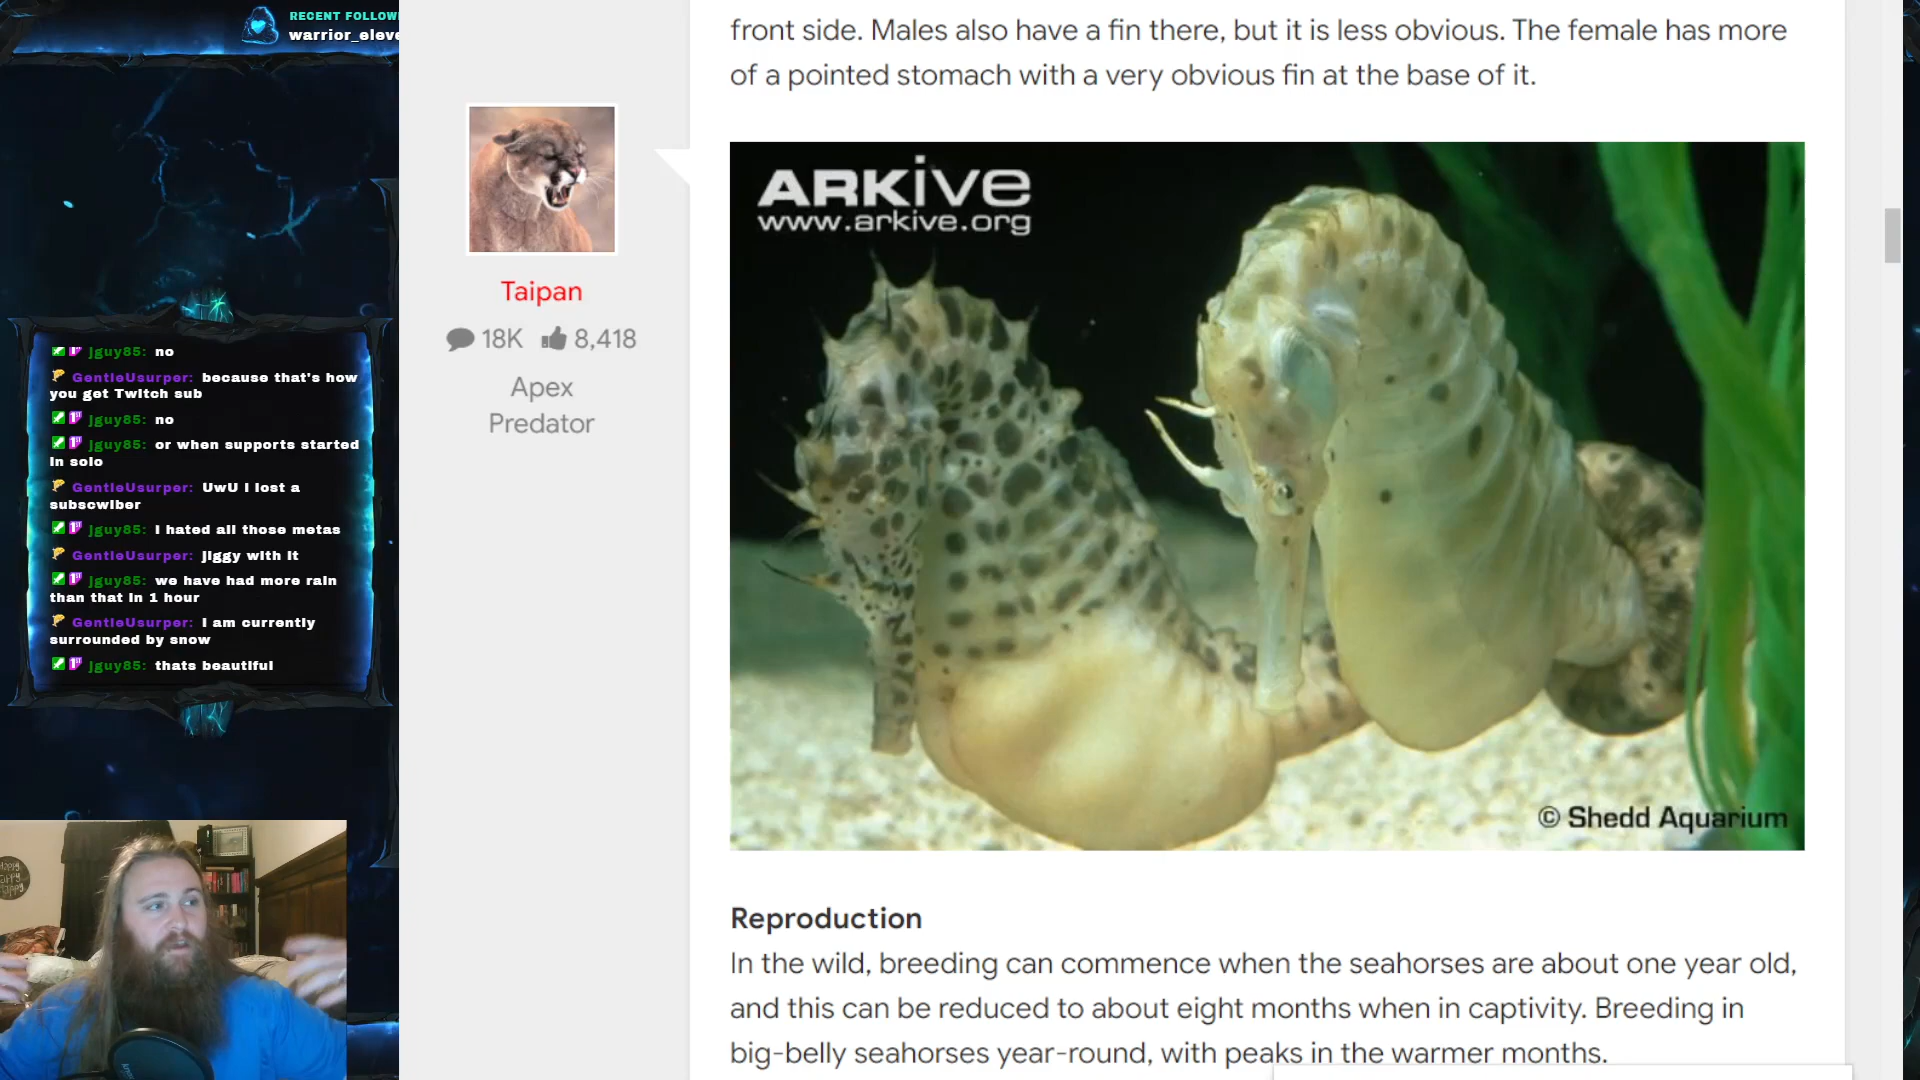 RECENT FOLLOW
warrior_eleve
jguy85: no
GentleUsurper: because that's how
you get Twitch sub
jguy85: no
jguy85: or when supports started
in solo
GentleUsurper: UwU I lost a
subscwiber
jguy85: I hated all those metas
GentleUsurper: jiggy with it
jguy85: we have had more rain
than that in 1 hour
GentleUsurper: I am currently
surrounded by snow
jguy85: thats beautiful
Taipan
18K 8,418
Apex
Predator
front side. Males also have a fin there, but it is less obvious. The female has more
of a pointed stomach with a very obvious fin at the base of it.
ARKive
www.arkive.org
© Shedd Aquarium
Reproduction
In the wild, breeding can commence when the seahorses are about one year old,
and this can be reduced to about eight months when in captivity. Breeding in
big-belly seahorses year-round, with peaks in the warmer months.